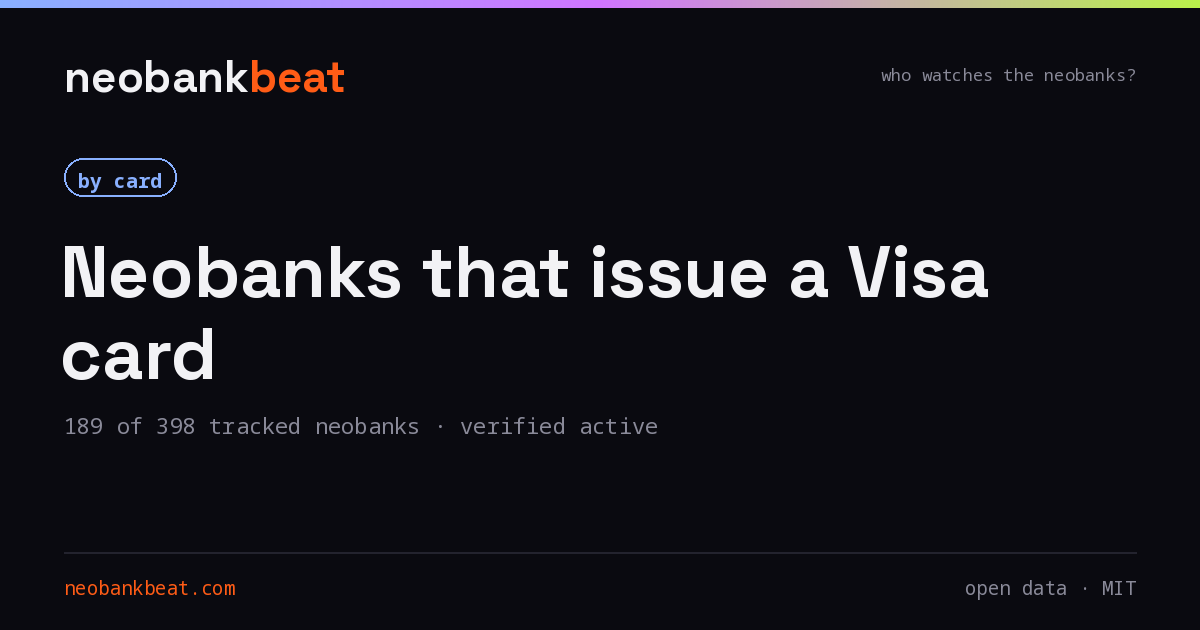 neobankbeat
who watches the neobanks?
by card
Neobanks that issue a Visa
card
189 of 398 tracked neobanks · verified active
neobankbeat.com
open data · MIT